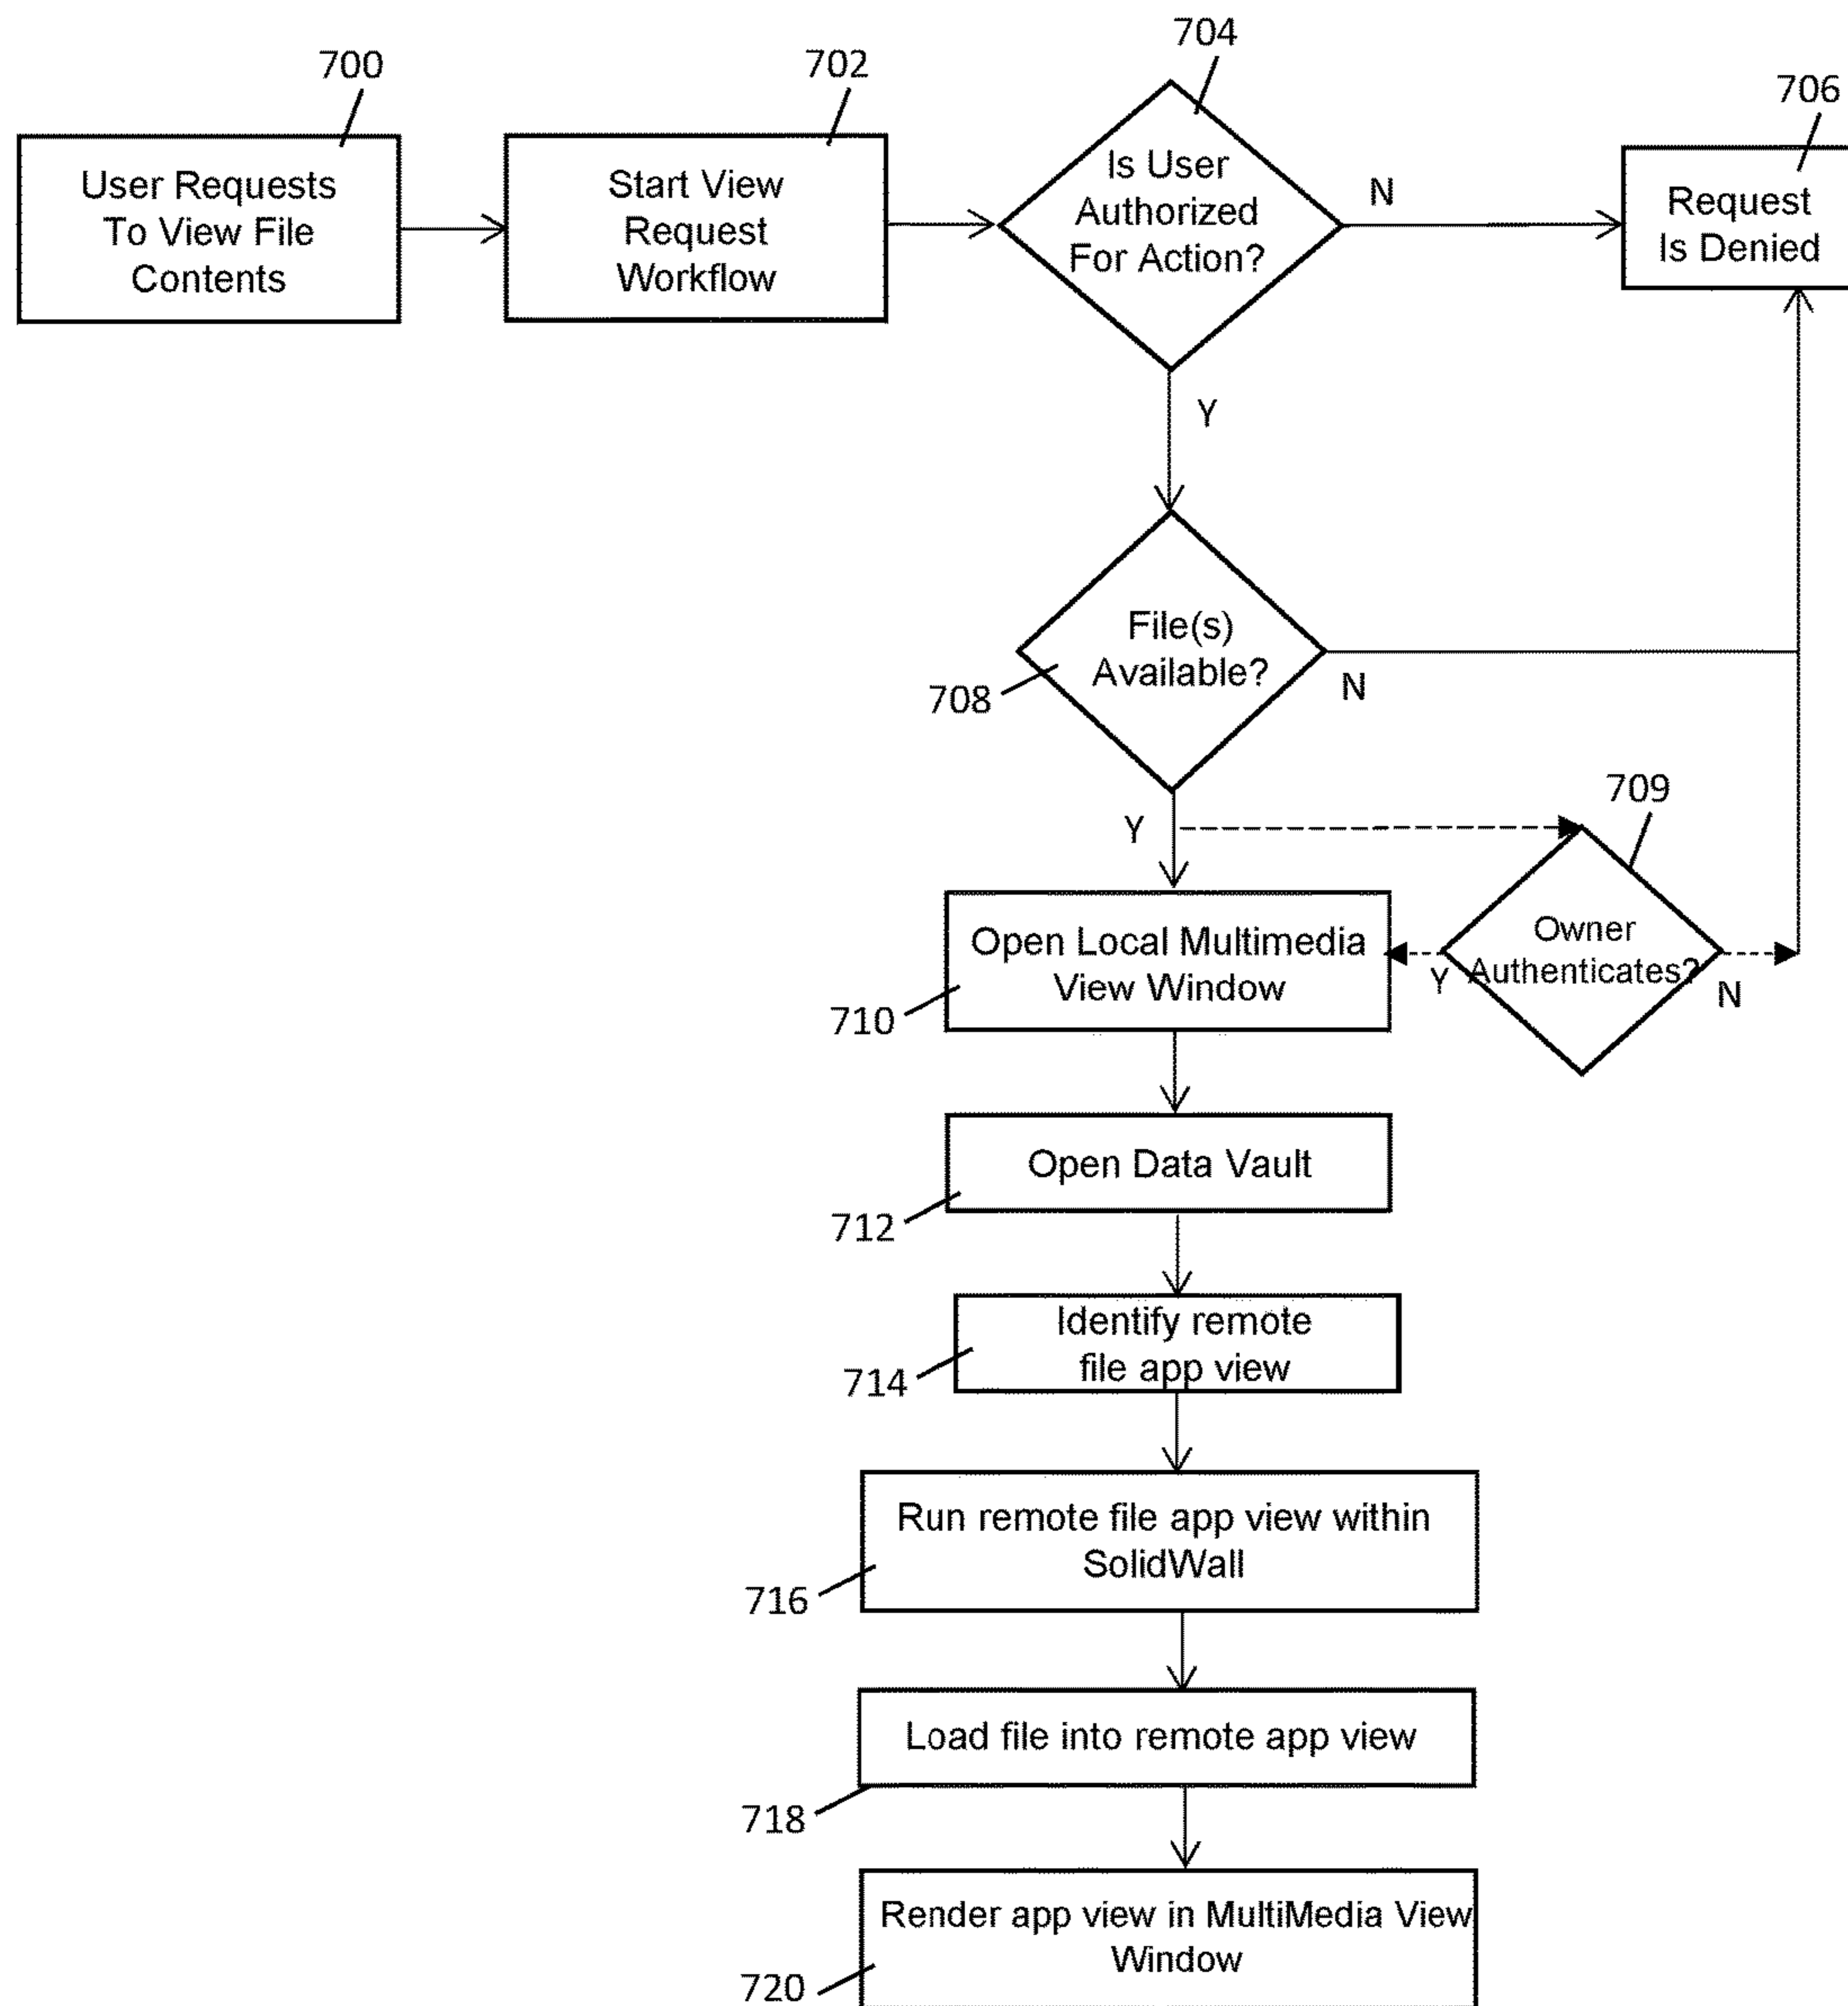 700
702
704
706
User Requests
To View File
Contents
Start View
Request
Workflow
Is User
Authorized
For Action?
N
Request
Is Denied
Y
File(s)
Available?
708
N
709
Y
Owner
Authenticates?
Y
N
Open Local Multimedia
View Window
710
Open Data Vault
712
Identify remote
file app view
714
Run remote file app view within
SolidWall
716
Load file into remote app view
718
Render app view in MultiMedia View
Window
720